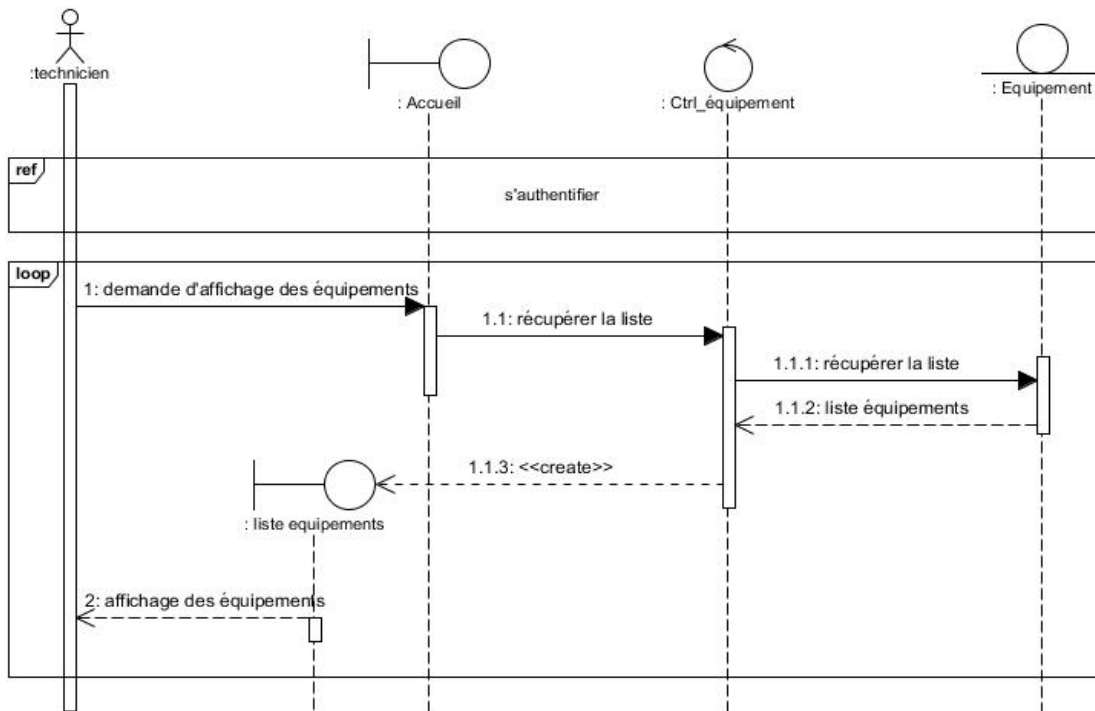 :technicien
: Accueil
: Ctrl_équipement
: Equipement
ref
s'authentifier
loop
1: demande d'affichage des équipements
1.1: récupérer la liste
1.1.1: récupérer la liste
1.1.2: liste équipements
1.1.3: <<create>>
: liste equipements
2: affichage des équipements